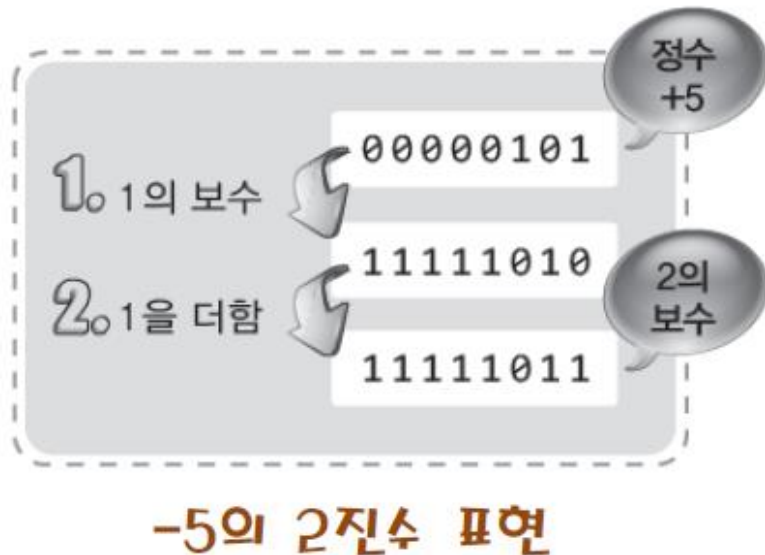 정수
+5
00000101
1. 1의 보수
11111010
2. 1을 더함
2의
보수
11111011
-5의 2진수 표현